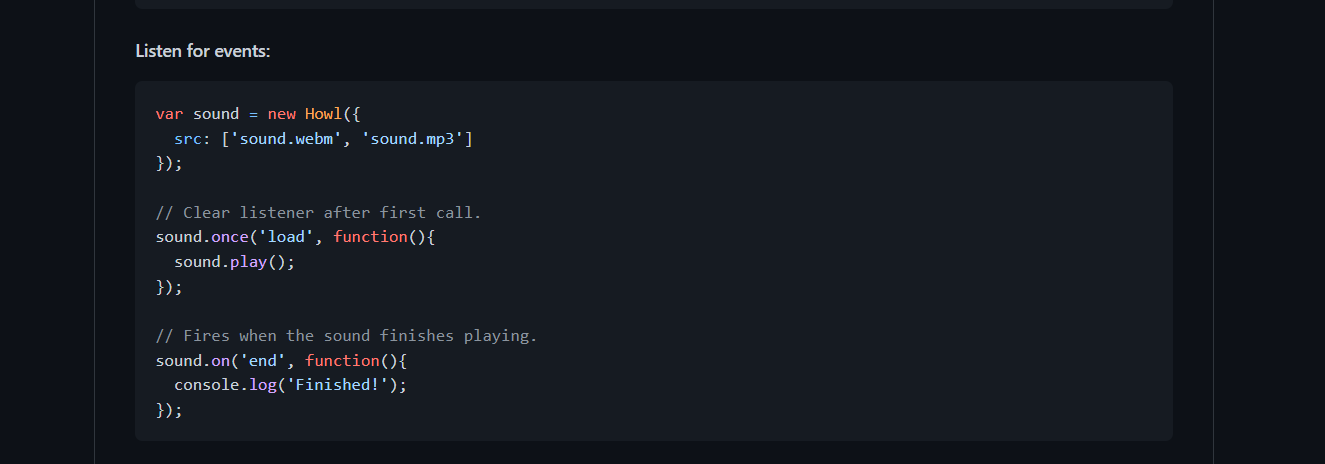 Listen for events:
var sound = new Howl({
  src: ['sound.webm', 'sound.mp3']
});
// Clear listener after first call.
sound.once('load', function(){
  sound.play();
});
// Fires when the sound finishes playing.
sound.on('end', function(){
  console.log('Finished!');
});